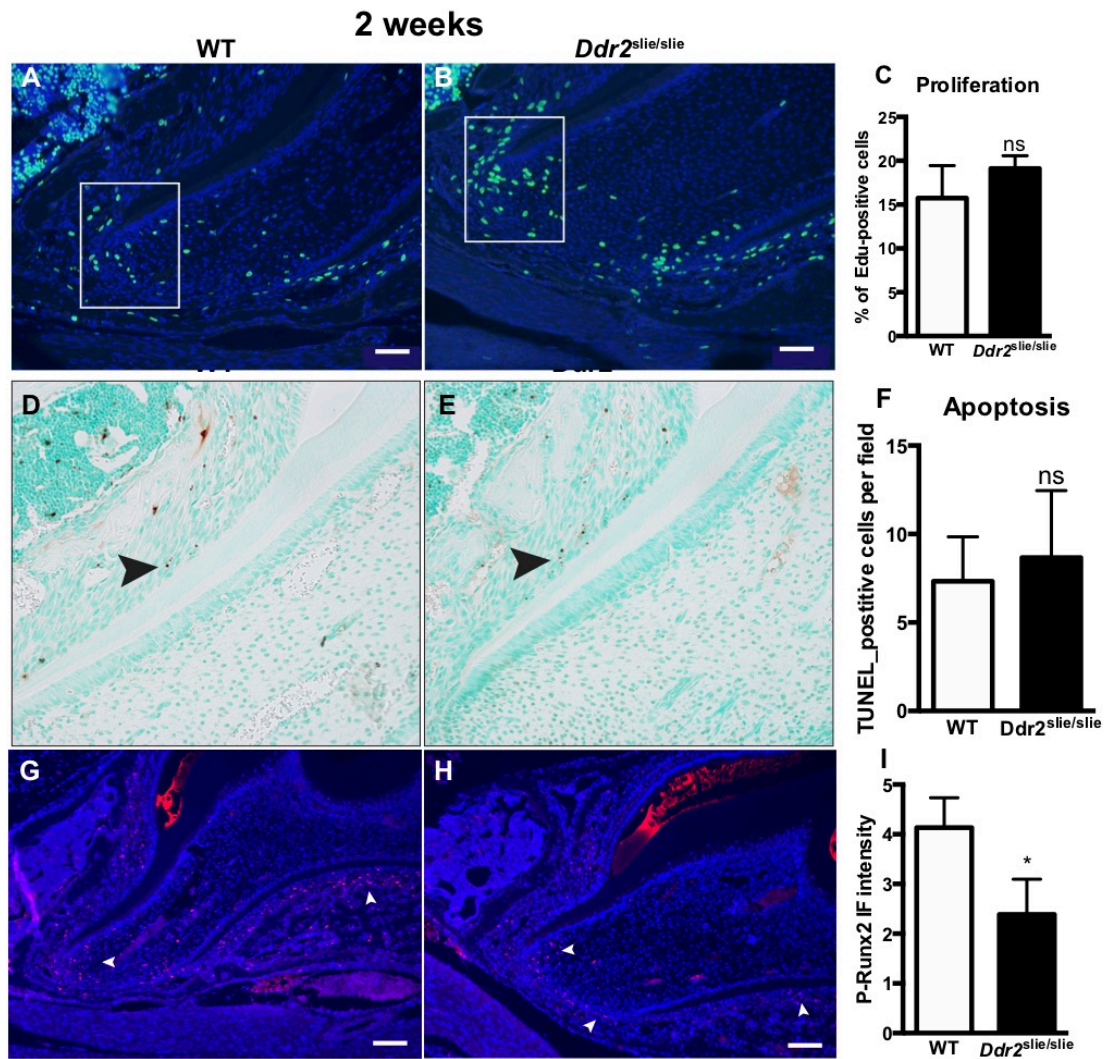 2 weeks
WT
Ddr2slie/slie
A
B
C
Proliferation
% of Edu-positive cells
25
20
15
10
5
0
ns
WT
Ddr2slie/slie
D
E
F
Apoptosis
TUNEL_postitive cells per field
15
10
5
0
ns
WT
Ddr2slie/slie
G
H
I
P-Runx2 IF intensity
5
4
3
2
1
0
*
WT
Ddr2slie/slie